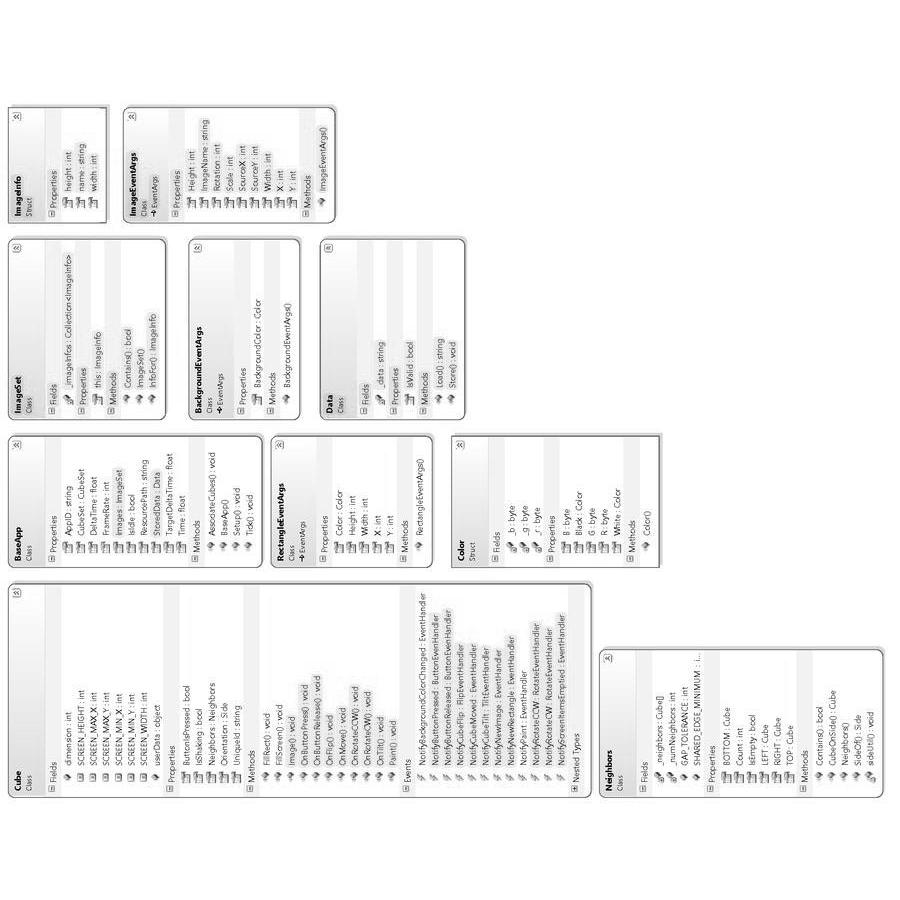 Cube
Class
Fields
dimension : int
SCREEN_HEIGHT : int
SCREEN_MAX_X : int
SCREEN_MAX_Y : int
SCREEN_MIN_X : int
SCREEN_MIN_Y : int
SCREEN_WIDTH : int
userData : object
Properties
ButtonIsPressed : bool
IsShaking : bool
Neighbors : Neighbors
Orientation : Side
UniqueId : string
Methods
FillRect() : void
FillScreen() : void
Image() : void
OnButtonPress() : void
OnButtonRelease() : void
OnFlip() : void
OnMove() : void
OnRotateCCW() : void
OnRotateCW() : void
OnTilt() : void
Paint() : void
Events
NotifyBackgroundColorChanged : EventHandler
NotifyButtonPressed : ButtonEvenHandler
NotifyButtonReleased : ButtonEvenHandler
NotifyCubeFlip : FlipEventHandler
NotifyCubeMoved : EventHandler
NotifyCubeTilt : TiltEventHandler
NotifyNewImage : EventHandler
NotifyNewRectangle : EventHandler
NotifyPaint : EventHandler
NotifyRotateCCW : RotateEventHandler
NotifyRotateCW : RotateEventHandler
NotifyScreenItemsEmptied : EventHandler
Nested Types
Neighbors
Class
Fields
_neighbors : Cube[]
_numNeighbors : int
GAP_TOLERANCE : int
SHARED_EDGE_MINIMUM : i...
Properties
BOTTOM : Cube
Count : int
IsEmpty : bool
LEFT : Cube
RIGHT : Cube
TOP : Cube
Methods
Contains() : bool
CubeOnSide() : Cube
Neighbors()
SideOf() : Side
sideUtil() : void
BaseApp
Class
Properties
AppID : string
CubeSet : CubeSet
DeltaTime : float
FrameRate : int
Images : ImageSet
IsIdle : bool
ResourcePath : string
StoredData : Data
TargetDeltaTime : float
Time : float
Methods
AssociateCubes() : void
BaseApp()
Setup() : void
Tick() : void
RectangleEventArgs
Class
EventArgs
Properties
Color : Color
Height : int
Width : int
X : int
Y : int
Methods
RectangleEventArgs()
Color
Struct
Fields
_b : byte
_g : byte
_r : byte
Properties
B : byte
Black : Color
G : byte
R : byte
White : Color
Methods
Color()
ImageSet
Class
Fields
_imageInfos : Collection<ImageInfo>
Properties
this : ImageInfo
Methods
Contains() : bool
ImageSet()
InfoFor() : ImageInfo
BackgroundEventArgs
Class
EventArgs
Properties
BackgroundColor : Color
Methods
BackgroundEventArgs()
Data
Class
Fields
_data : string
Properties
IsValid : bool
Methods
Load() : string
Store() : void
ImageInfo
Struct
Properties
height : int
name : string
width : int
ImageEventArgs
Class
EventArgs
Properties
Height : int
ImageName : string
Rotation : int
Scale : int
SourceX : int
SourceY : int
Width : int
X : int
Y : int
Methods
ImageEventArgs()